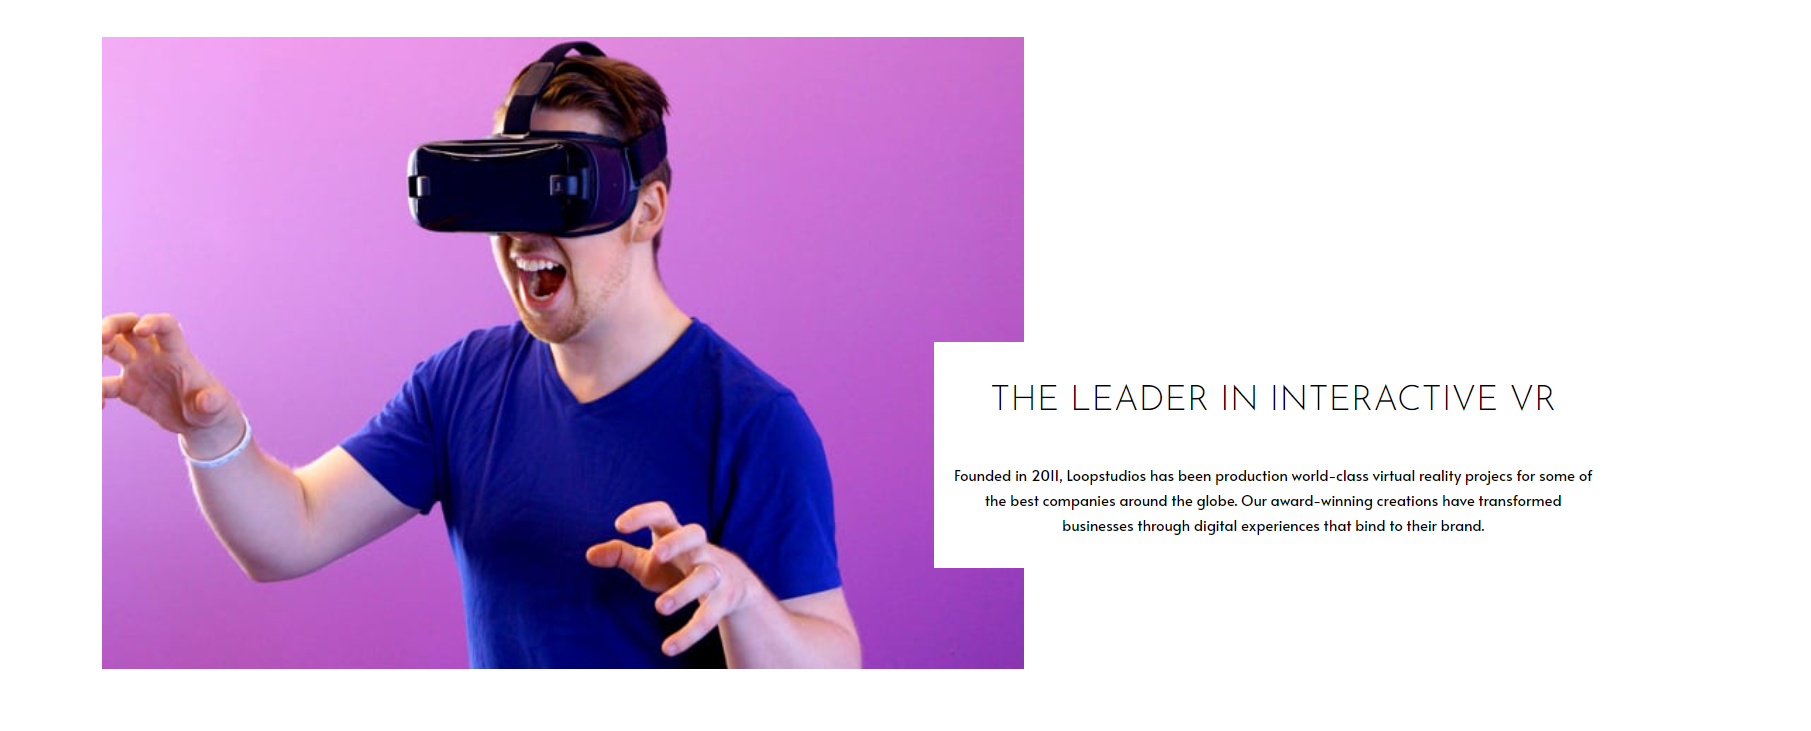 THE LEADER IN INTERACTIVE VR
Founded in 2011, Loopstudios has been production world-class virtual reality projecs for some of
the best companies around the globe. Our award-winning creations have transformed
businesses through digital experiences that bind to their brand.